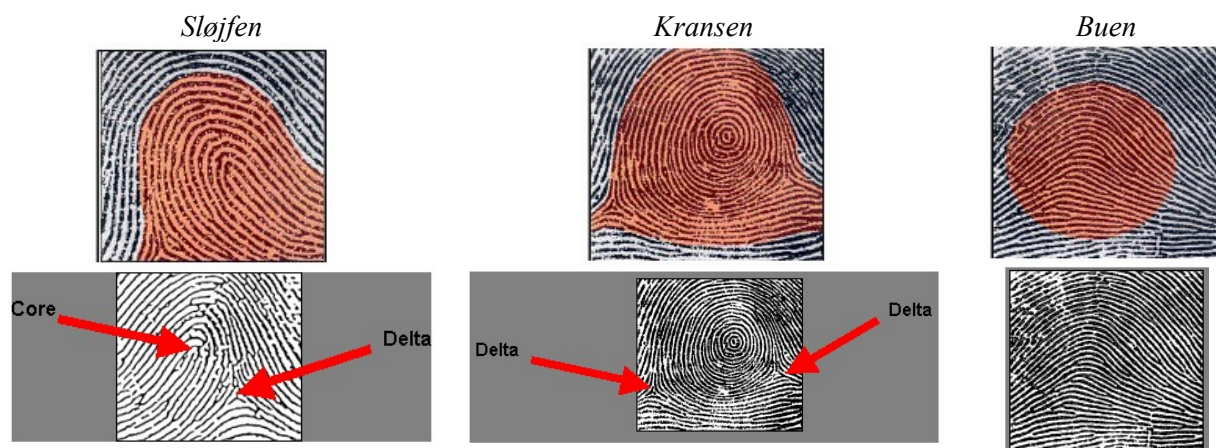 Sløjfen
Kransen
Buen
Core
Delta
Delta
Delta